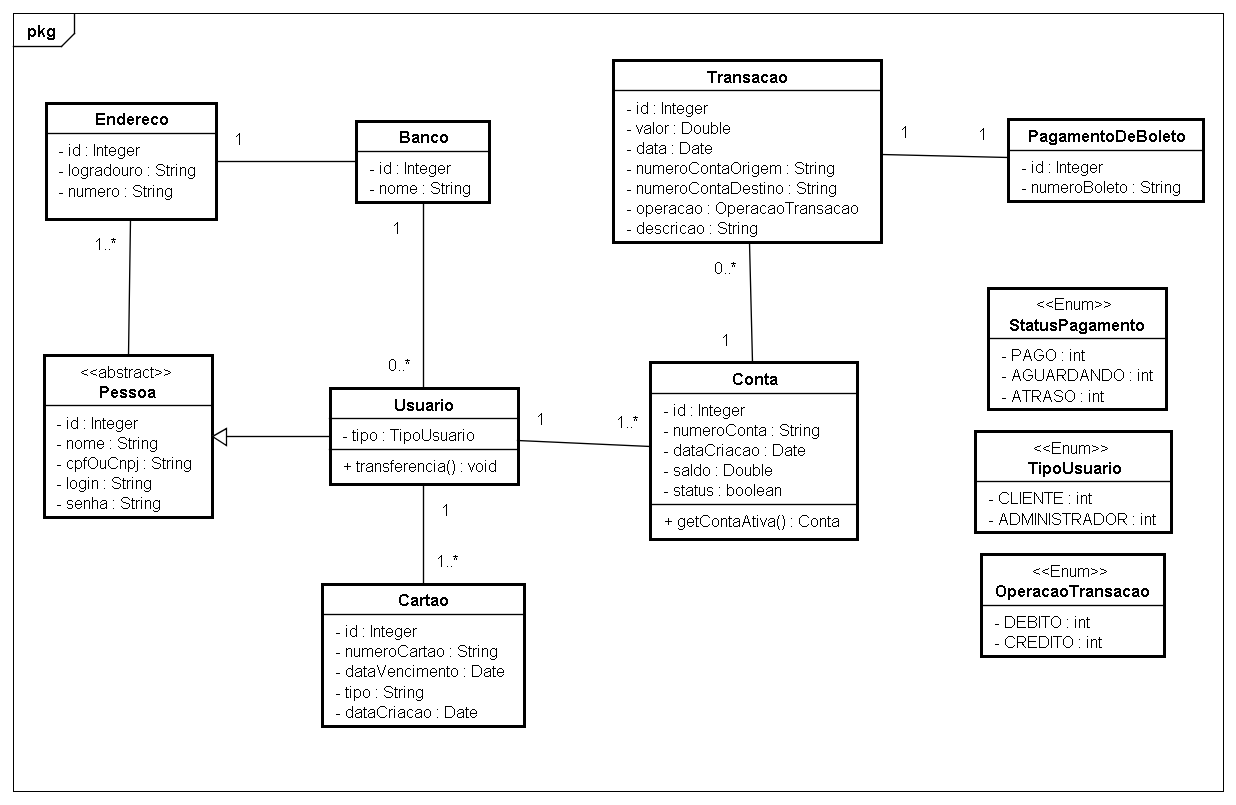 pkg
Endereco
- id : Integer
- logradouro : String
- numero : String
1
Banco
- id : Integer
- nome : String
Transacao
- id : Integer
- valor : Double
- data : Date
- numeroContaOrigem : String
- numeroContaDestino : String
- operacao : OperacaoTransacao
- descricao : String
1
1
PagamentoDeBoleto
- id : Integer
- numeroBoleto : String
1..*
1
0..*
0..*
1
<<abstract>>
Pessoa
- id : Integer
- nome : String
- cpfOuCnpj : String
- login : String
- senha : String
Usuario
- tipo : TipoUsuario
+ transferencia() : void
1
1..*
Conta
- id : Integer
- numeroConta : String
- dataCriacao : Date
- saldo : Double
- status : boolean
+ getContaAtiva() : Conta
<<Enum>>
StatusPagamento
- PAGO : int
- AGUARDANDO : int
- ATRASO : int
<<Enum>>
TipoUsuario
- CLIENTE : int
- ADMINISTRADOR : int
1
1..*
Cartao
- id : Integer
- numeroCartao : String
- dataVencimento : Date
- tipo : String
- dataCriacao : Date
<<Enum>>
OperacaoTransacao
- DEBITO : int
- CREDITO : int